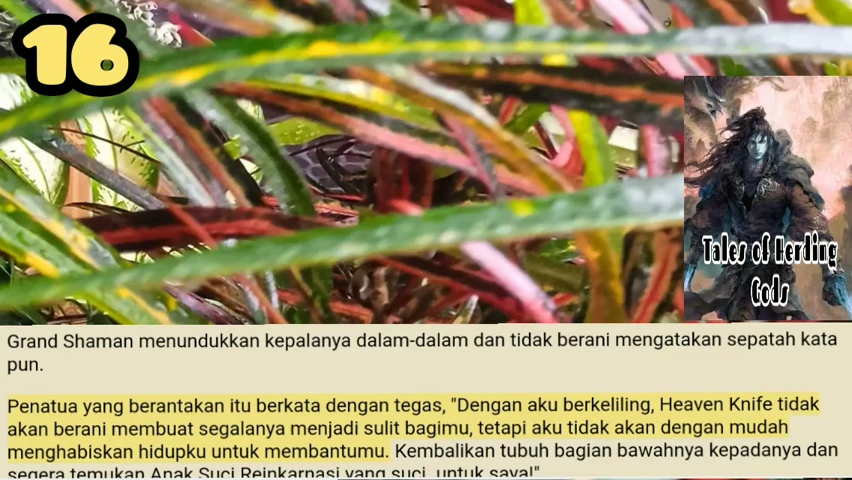 16
Tales of Herding
Gods
Grand Shaman menundukkan kepalanya dalam-dalam dan tidak berani mengatakan sepatah kata
pun.
Penatua yang berantakan itu berkata dengan tegas, "Dengan aku berkeliling, Heaven Knife tidak
akan berani membuat segalanya menjadi sulit bagimu, tetapi aku tidak akan dengan mudah
menghabiskan hidupku untuk membantumu. Kembalikan tubuh bagian bawahnya kepadanya dan
segera temukan Anak Suci Reinkarnasi yang suci, untuk saya!"